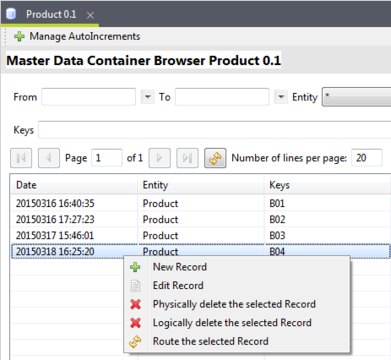 Product 0.1
Manage AutoIncrements
Master Data Container Browser Product 0.1
From To Entity *
Keys
Page 1 of 1 Number of lines per page: 20
Date Entity Keys
20150316 16:40:35 Product B01
20150316 17:27:23 Product B02
20150317 15:46:01 Product B03
20150318 16:25:20 Product B04
New Record
Edit Record
Physically delete the selected Record
Logically delete the selected Record
Route the selected Record